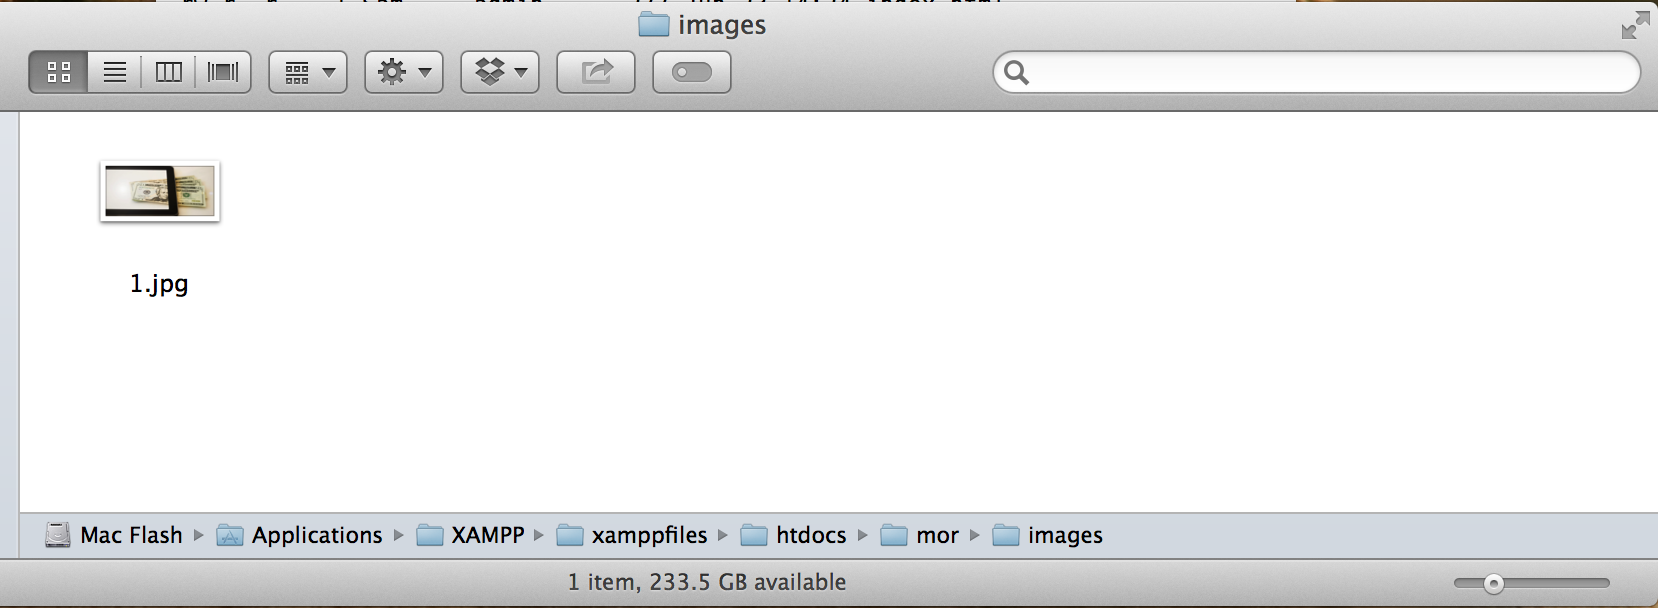 images
1.jpg
Mac Flash Applications XAMPP xamppfiles htdocs mor images
1 item, 233.5 GB available